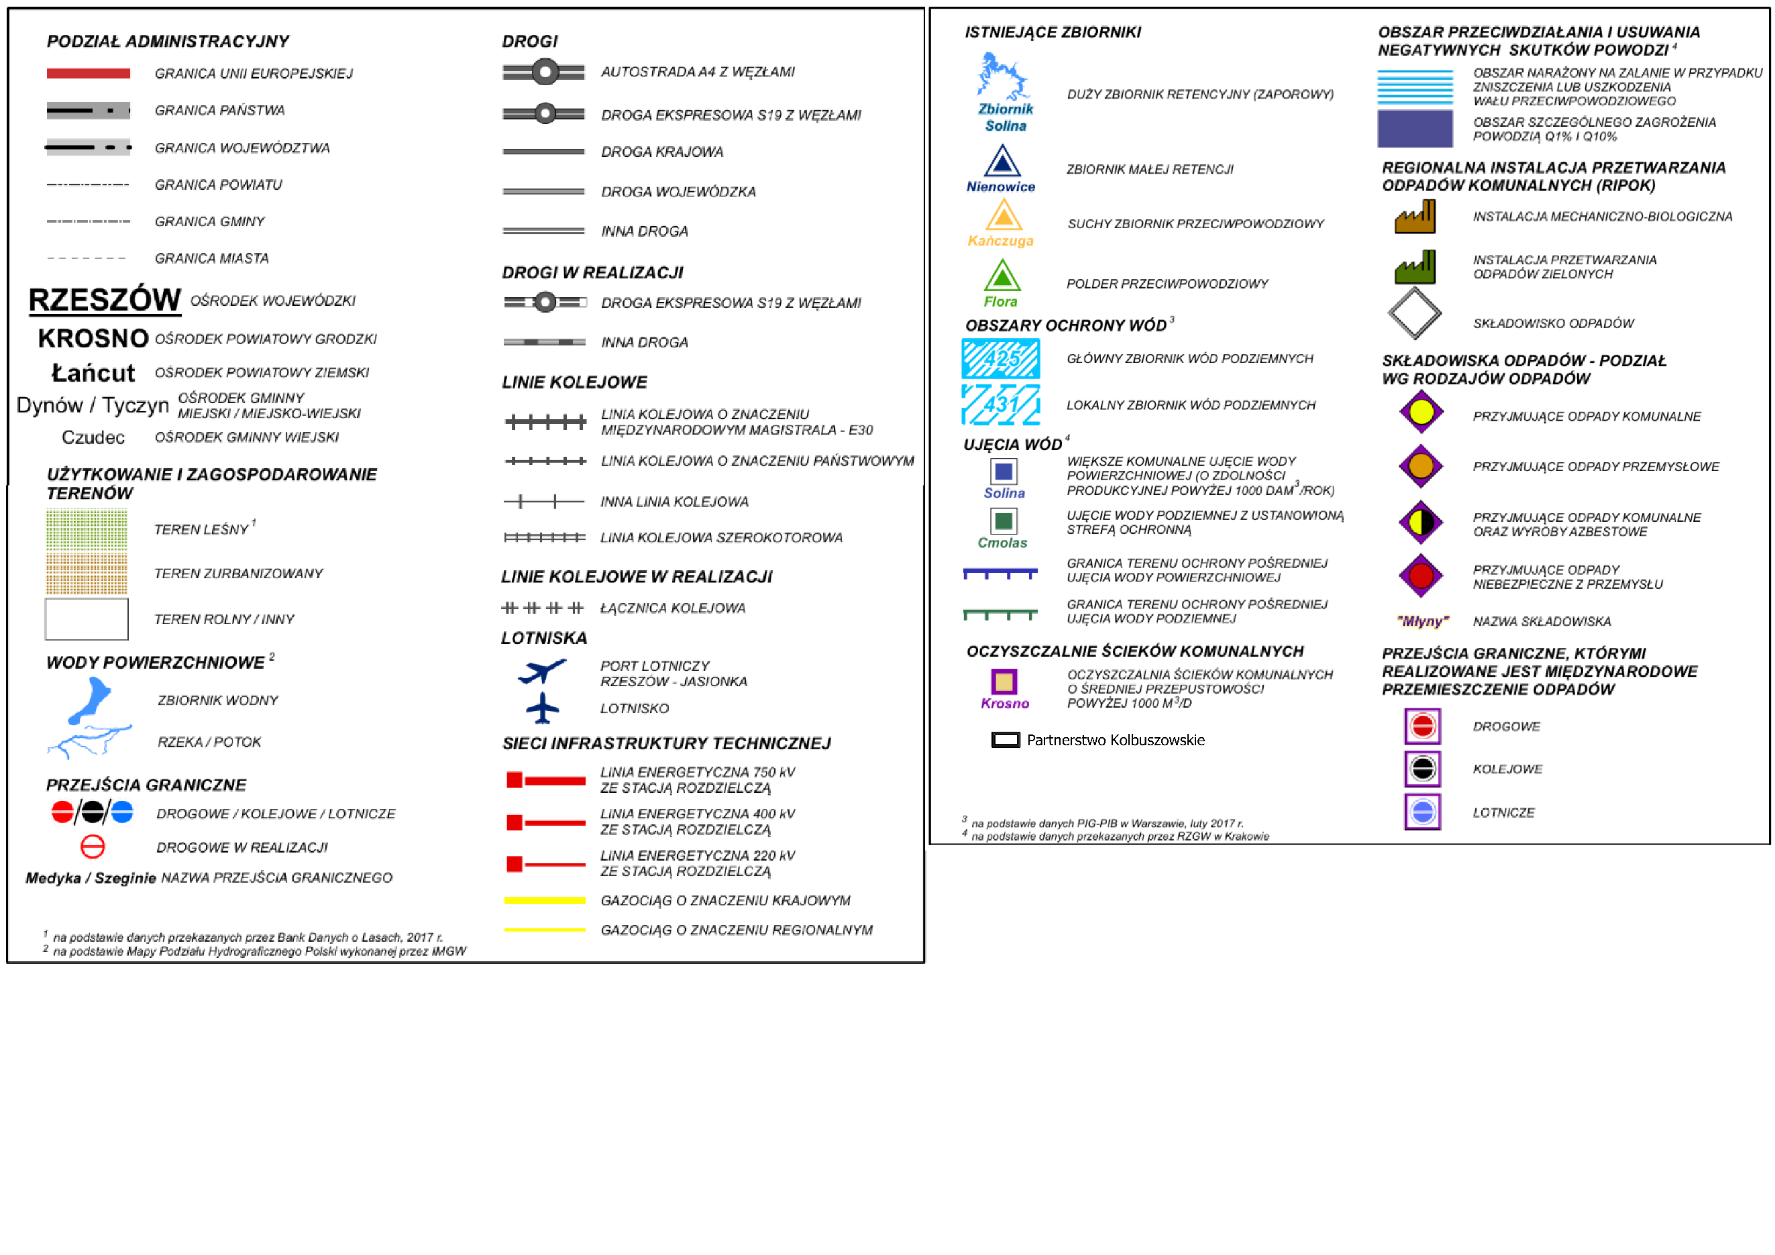 PODZIAŁ ADMINISTRACYJNY
GRANICA UNII EUROPEJSKIEJ
GRANICA PAŃSTWA
GRANICA WOJEWÓDZTWA
GRANICA POWIATU
GRANICA GMINY
GRANICA MIASTA
RZESZÓW OŚRODEK WOJEWÓDZKI
KROSNO OŚRODEK POWIATOWY GRODZKI
Łańcut OŚRODEK POWIATOWY ZIEMSKI
Dynów / Tyczyn OŚRODEK GMINNY
MIEJSKI / MIEJSKO-WIEJSKI
Czudec OŚRODEK GMINNY WIEJSKI
UŻYTKOWANIE I ZAGOSPODAROWANIE
TERENÓW
TEREN LEŚNY 1
TEREN ZURBANIZOWANY
TEREN ROLNY / INNY
WODY POWIERZCHNIOWE 2
ZBIORNIK WODNY
RZEKA / POTOK
PRZEJŚCIA GRANICZNE
DROGOWE / KOLEJOWE / LOTNICZE
DROGOWE W REALIZACJI
Medyka / Szeginie NAZWA PRZEJŚCIA GRANICZNEGO
1 na podstawie danych przekazanych przez Bank Danych o Lasach, 2017 r.
2 na podstawie Mapy Podziału Hydrograficznego Polski wykonanej przez IMGW
DROGI
AUTOSTRADA A4 Z WĘZŁAMI
DROGA EKSPRESOWA S19 Z WĘZŁAMI
DROGA KRAJOWA
DROGA WOJEWÓDZKA
INNA DROGA
DROGI W REALIZACJI
DROGA EKSPRESOWA S19 Z WĘZŁAMI
INNA DROGA
LINIE KOLEJOWE
LINIA KOLEJOWA O ZNACZENIU
MIĘDZYNARODOWYM MAGISTRALA - E30
LINIA KOLEJOWA O ZNACZENIU PAŃSTWOWYM
INNA LINIA KOLEJOWA
LINIA KOLEJOWA SZEROKOTOROWA
LINIE KOLEJOWE W REALIZACJI
ŁĄCZNICA KOLEJOWA
LOTNISKA
PORT LOTNICZY
RZESZÓW - JASIONKA
LOTNISKO
SIECI INFRASTRUKTURY TECHNICZNEJ
LINIA ENERGETYCZNA 750 kV
ZE STACJĄ ROZDZIELCZĄ
LINIA ENERGETYCZNA 400 kV
ZE STACJĄ ROZDZIELCZĄ
LINIA ENERGETYCZNA 220 kV
ZE STACJĄ ROZDZIELCZĄ
GAZOCIĄG O ZNACZENIU KRAJOWYM
GAZOCIĄG O ZNACZENIU REGIONALNYM
ISTNIEJĄCE ZBIORNIKI
Zbiornik
Solina
DUŻY ZBIORNIK RETENCYJNY (ZAPOROWY)
Nienowice
ZBIORNIK MAŁEJ RETENCJI
Kańczuga
SUCHY ZBIORNIK PRZECIWPOWODZIOWY
Flora
POLDER PRZECIWPOWODZIOWY
OBSZARY OCHRONY WÓD 3
425 GŁÓWNY ZBIORNIK WÓD PODZIEMNYCH
431 LOKALNY ZBIORNIK WÓD PODZIEMNYCH
UJĘCIA WÓD 4
Solina
WIĘKSZE KOMUNALNE UJĘCIE WODY
POWIERZCHNIOWEJ (O ZDOLNOŚCI
PRODUKCYJNEJ POWYŻEJ 1000 DAM3/ROK)
Cmolas
UJĘCIE WODY PODZIEMNEJ Z USTANOWIONĄ
STREFĄ OCHRONNĄ
GRANICA TERENU OCHRONY POŚREDNIEJ
UJĘCIA WODY POWIERZCHNIOWEJ
GRANICA TERENU OCHRONY POŚREDNIEJ
UJĘCIA WODY PODZIEMNEJ
OCZYSZCZALNIE ŚCIEKÓW KOMUNALNYCH
Krosno
OCZYSZCZALNIA ŚCIEKÓW KOMUNALNYCH
O ŚREDNIEJ PRZEPUSTOWOŚCI
POWYŻEJ 1000 M3/D
Partnerstwo Kolbuszowskie
3 na podstawie danych PIG-PIB w Warszawie, luty 2017 r.
4 na podstawie danych przekazanych przez RZGW w Krakowie
OBSZAR PRZECIWDZIAŁANIA I USUWANIA
NEGATYWNYCH SKUTKÓW POWODZI 4
OBSZAR NARAŻONY NA ZALANIE W PRZYPADKU
ZNISZCZENIA LUB USZKODZENIA
WAŁU PRZECIWPOWODZIOWEGO
OBSZAR SZCZEGÓLNEGO ZAGROŻENIA
POWODZIĄ Q1% I Q10%
REGIONALNA INSTALACJA PRZETWARZANIA
ODPADÓW KOMUNALNYCH (RIPOK)
INSTALACJA MECHANICZNO-BIOLOGICZNA
INSTALACJA PRZETWARZANIA
ODPADÓW ZIELONYCH
SKŁADOWISKO ODPADÓW
SKŁADOWISKA ODPADÓW - PODZIAŁ
WG RODZAJÓW ODPADÓW
PRZYJMUJĄCE ODPADY KOMUNALNE
PRZYJMUJĄCE ODPADY PRZEMYSŁOWE
PRZYJMUJĄCE ODPADY KOMUNALNE
ORAZ WYROBY AZBESTOWE
PRZYJMUJĄCE ODPADY
NIEBEZPIECZNE Z PRZEMYSŁU
"Młyny" NAZWA SKŁADOWISKA
PRZEJŚCIA GRANICZNE, KTÓRYMI
REALIZOWANE JEST MIĘDZYNARODOWE
PRZEMIESZCZENIE ODPADÓW
DROGOWE
KOLEJOWE
LOTNICZE